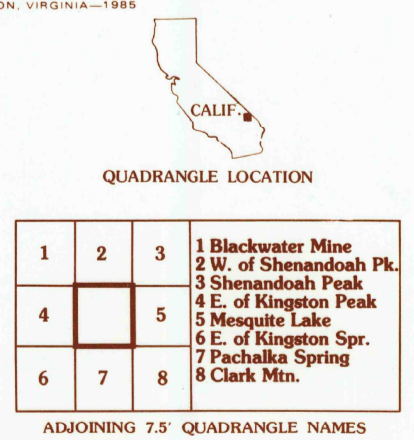 ON, VIRGINIA—1985
CALIF.
QUADRANGLE LOCATION
1 2 3
4 5
6 7 8
1 Blackwater Mine
2 W. of Shenandoah Pk.
3 Shenandoah Peak
4 E. of Kingston Peak
5 Mesquite Lake
6 E. of Kingston Spr.
7 Pachalka Spring
8 Clark Mtn.
ADJOINING 7.5' QUADRANGLE NAMES